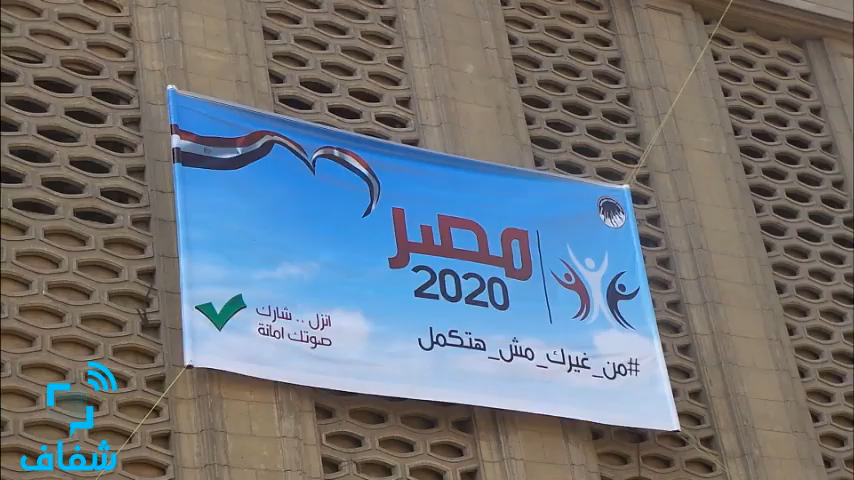 مصر
2020
#من_غيرك_مش_هتكمل
انزل .. شارك
صوتك امانة
شفاف